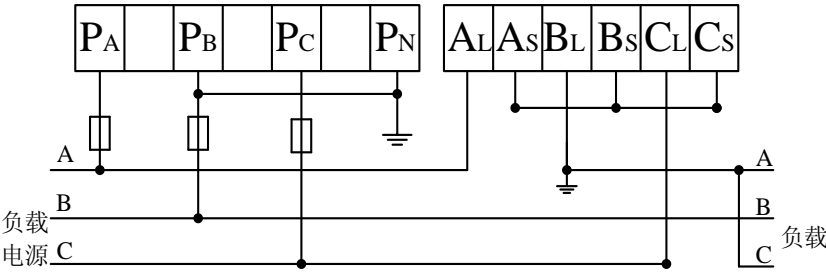 PA PB PC PN AL AS BL BS CL CS
A A
负载 B B
电源 C C 负载